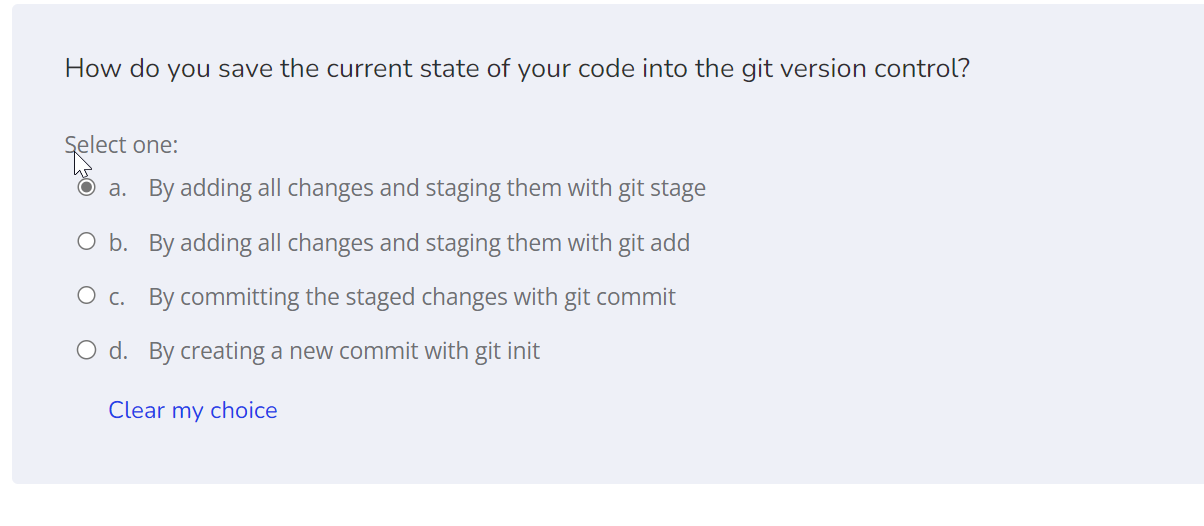 How do you save the current state of your code into the git version control?
Select one:
a. By adding all changes and staging them with git stage
b. By adding all changes and staging them with git add
c. By committing the staged changes with git commit
d. By creating a new commit with git init
Clear my choice